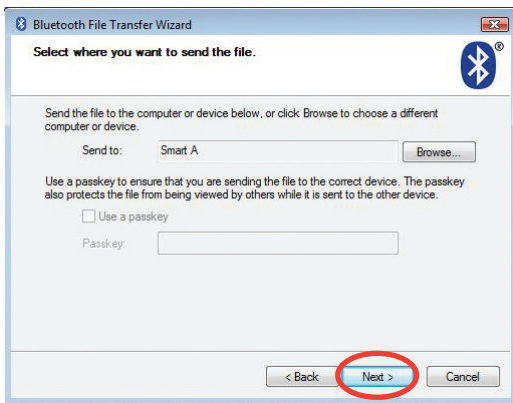 Bluetooth File Transfer Wizard
Select where you want to send the file.
®
Send the file to the computer or device below, or click Browse to choose a different
computer or device.
Send to: Smart A Browse...
Use a passkey to ensure that you are sending the file to the correct device. The passkey
also protects the file from being viewed by others while it is sent to the other device.
Use a passkey
Passkey:
< Back Next > Cancel